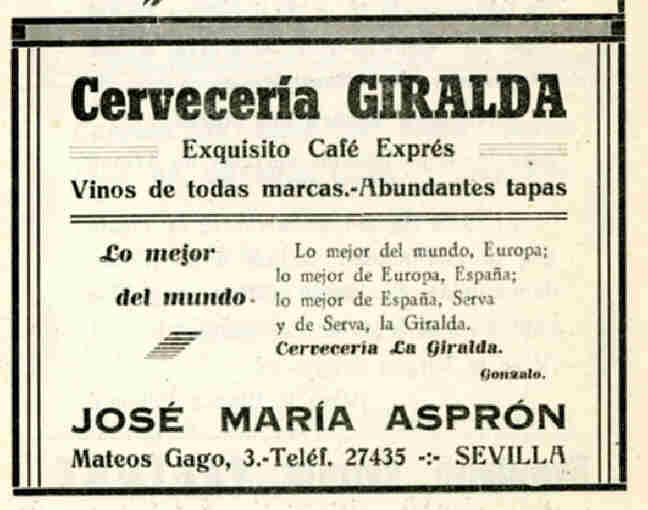 Cervecería GIRALDA
Exquisito Café Exprés
Vinos de todas marcas.-Abundantes tapas
Lo mejor
del mundo.
Lo mejor del mundo, Europa;
lo mejor de Europa, España;
lo mejor de España, Serva
y de Serva, la Giralda.
Cervecería La Giralda.
Gonzalo.
JOSÉ MARÍA ASPRÓN
Mateos Gago, 3.-Teléf. 27435 -:- SEVILLA